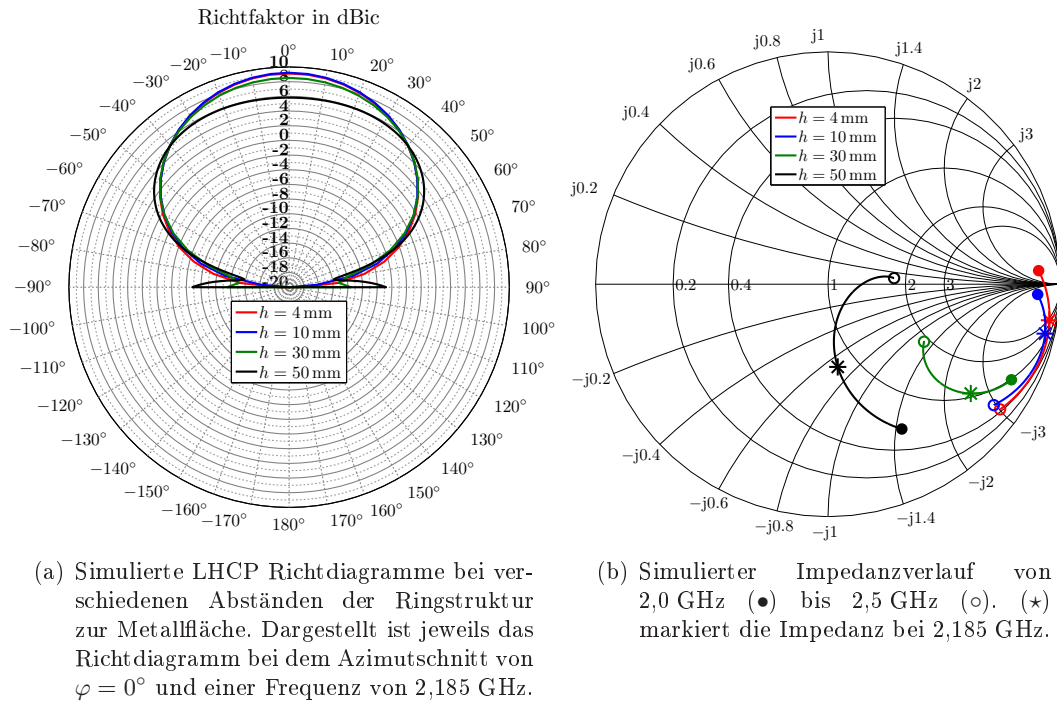 Richtfaktor in dBic
0°
−10°
10°
−20°
20°
−30°
30°
−40°
40°
−50°
50°
−60°
60°
−70°
70°
−80°
80°
−90°
90°
−100°
100°
−110°
110°
−120°
120°
−130°
130°
−140°
140°
−150°
150°
−160°
160°
−170°
170°
180°
10
8
6
4
2
0
-2
-4
-6
-8
-10
-12
-14
-16
-18
-20
h = 4 mm
h = 10 mm
h = 30 mm
h = 50 mm
j1
j0.8
j1.4
j0.6
j2
j0.4
j3
j0.2
0.2
0.4
1
2
3
−j0.2
−j0.4
−j0.6
−j0.8
−j1
−j1.4
−j2
−j3
h = 4 mm
h = 10 mm
h = 30 mm
h = 50 mm
(a) Simulierte LHCP Richtdiagramme bei ver-
schiedenen Abständen der Ringstruktur
zur Metallfläche. Dargestellt ist jeweils das
Richtdiagramm bei dem Azimutschnitt von
φ = 0° und einer Frequenz von 2,185 GHz.
(b) Simulierter Impedanzverlauf von
2,0 GHz (●) bis 2,5 GHz (○). (⋆)
markiert die Impedanz bei 2,185 GHz.